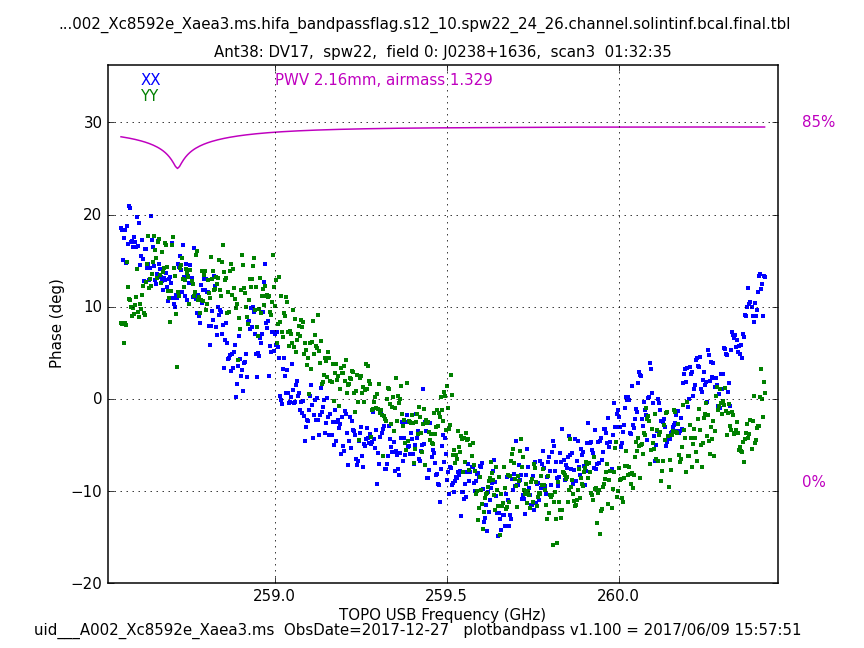 ...002_Xc8592e_Xaea3.ms.hifa_bandpassflag.s12_10.spw22_24_26.channel.solintinf.bcal.final.tbl
Ant38: DV17, spw22, field 0: J0238+1636, scan3 01:32:35
XX
YY
PWV 2.16mm, airmass 1.329
85%
0%
30
20
10
0
−10
−20
Phase (deg)
259.0 259.5 260.0
TOPO USB Frequency (GHz)
uid___A002_Xc8592e_Xaea3.ms ObsDate=2017-12-27 plotbandpass v1.100 = 2017/06/09 15:57:51